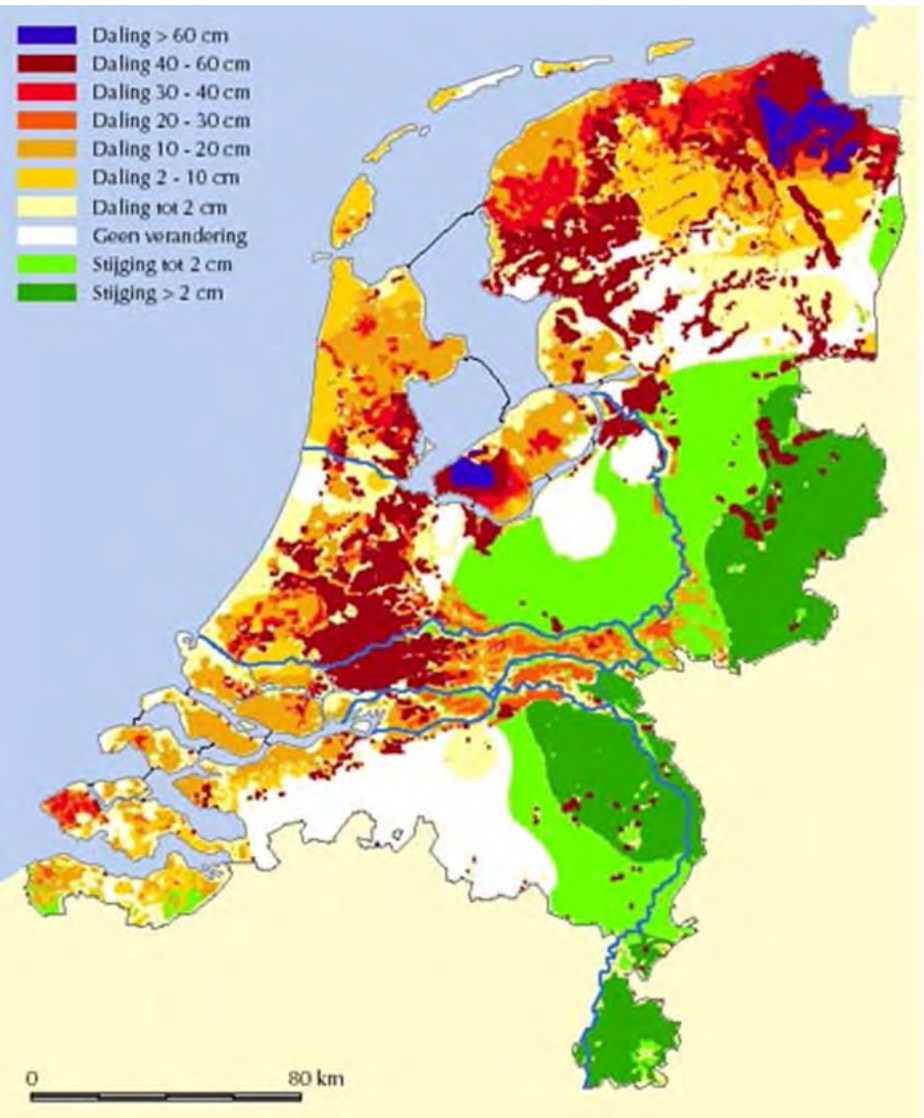 Daling > 60 cm
Daling 40 - 60 cm
Daling 30 - 40 cm
Daling 20 - 30 cm
Daling 10 - 20 cm
Daling 2 - 10 cm
Daling tot 2 cm
Geen verandering
Stijging tot 2 cm
Stijging > 2 cm
0 80 km